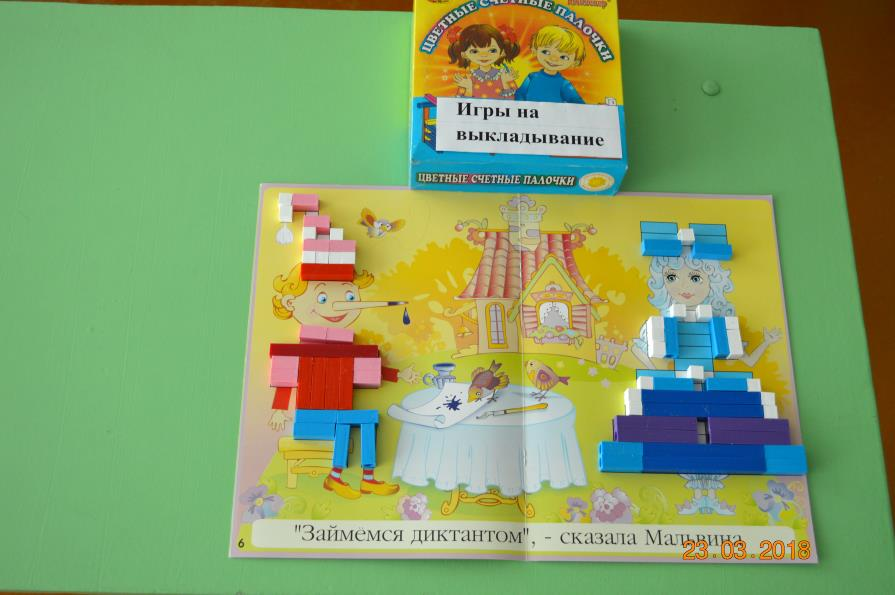 ЦВЕТНЫЕ СЧЕТНЫЕ ПАЛОЧКИ
Игры на
выкладывание
ЦВЕТНЫЕ СЧЕТНЫЕ ПАЛОЧКИ
"Займёмся диктантом", - сказала Мальвина
6
23.03.2018